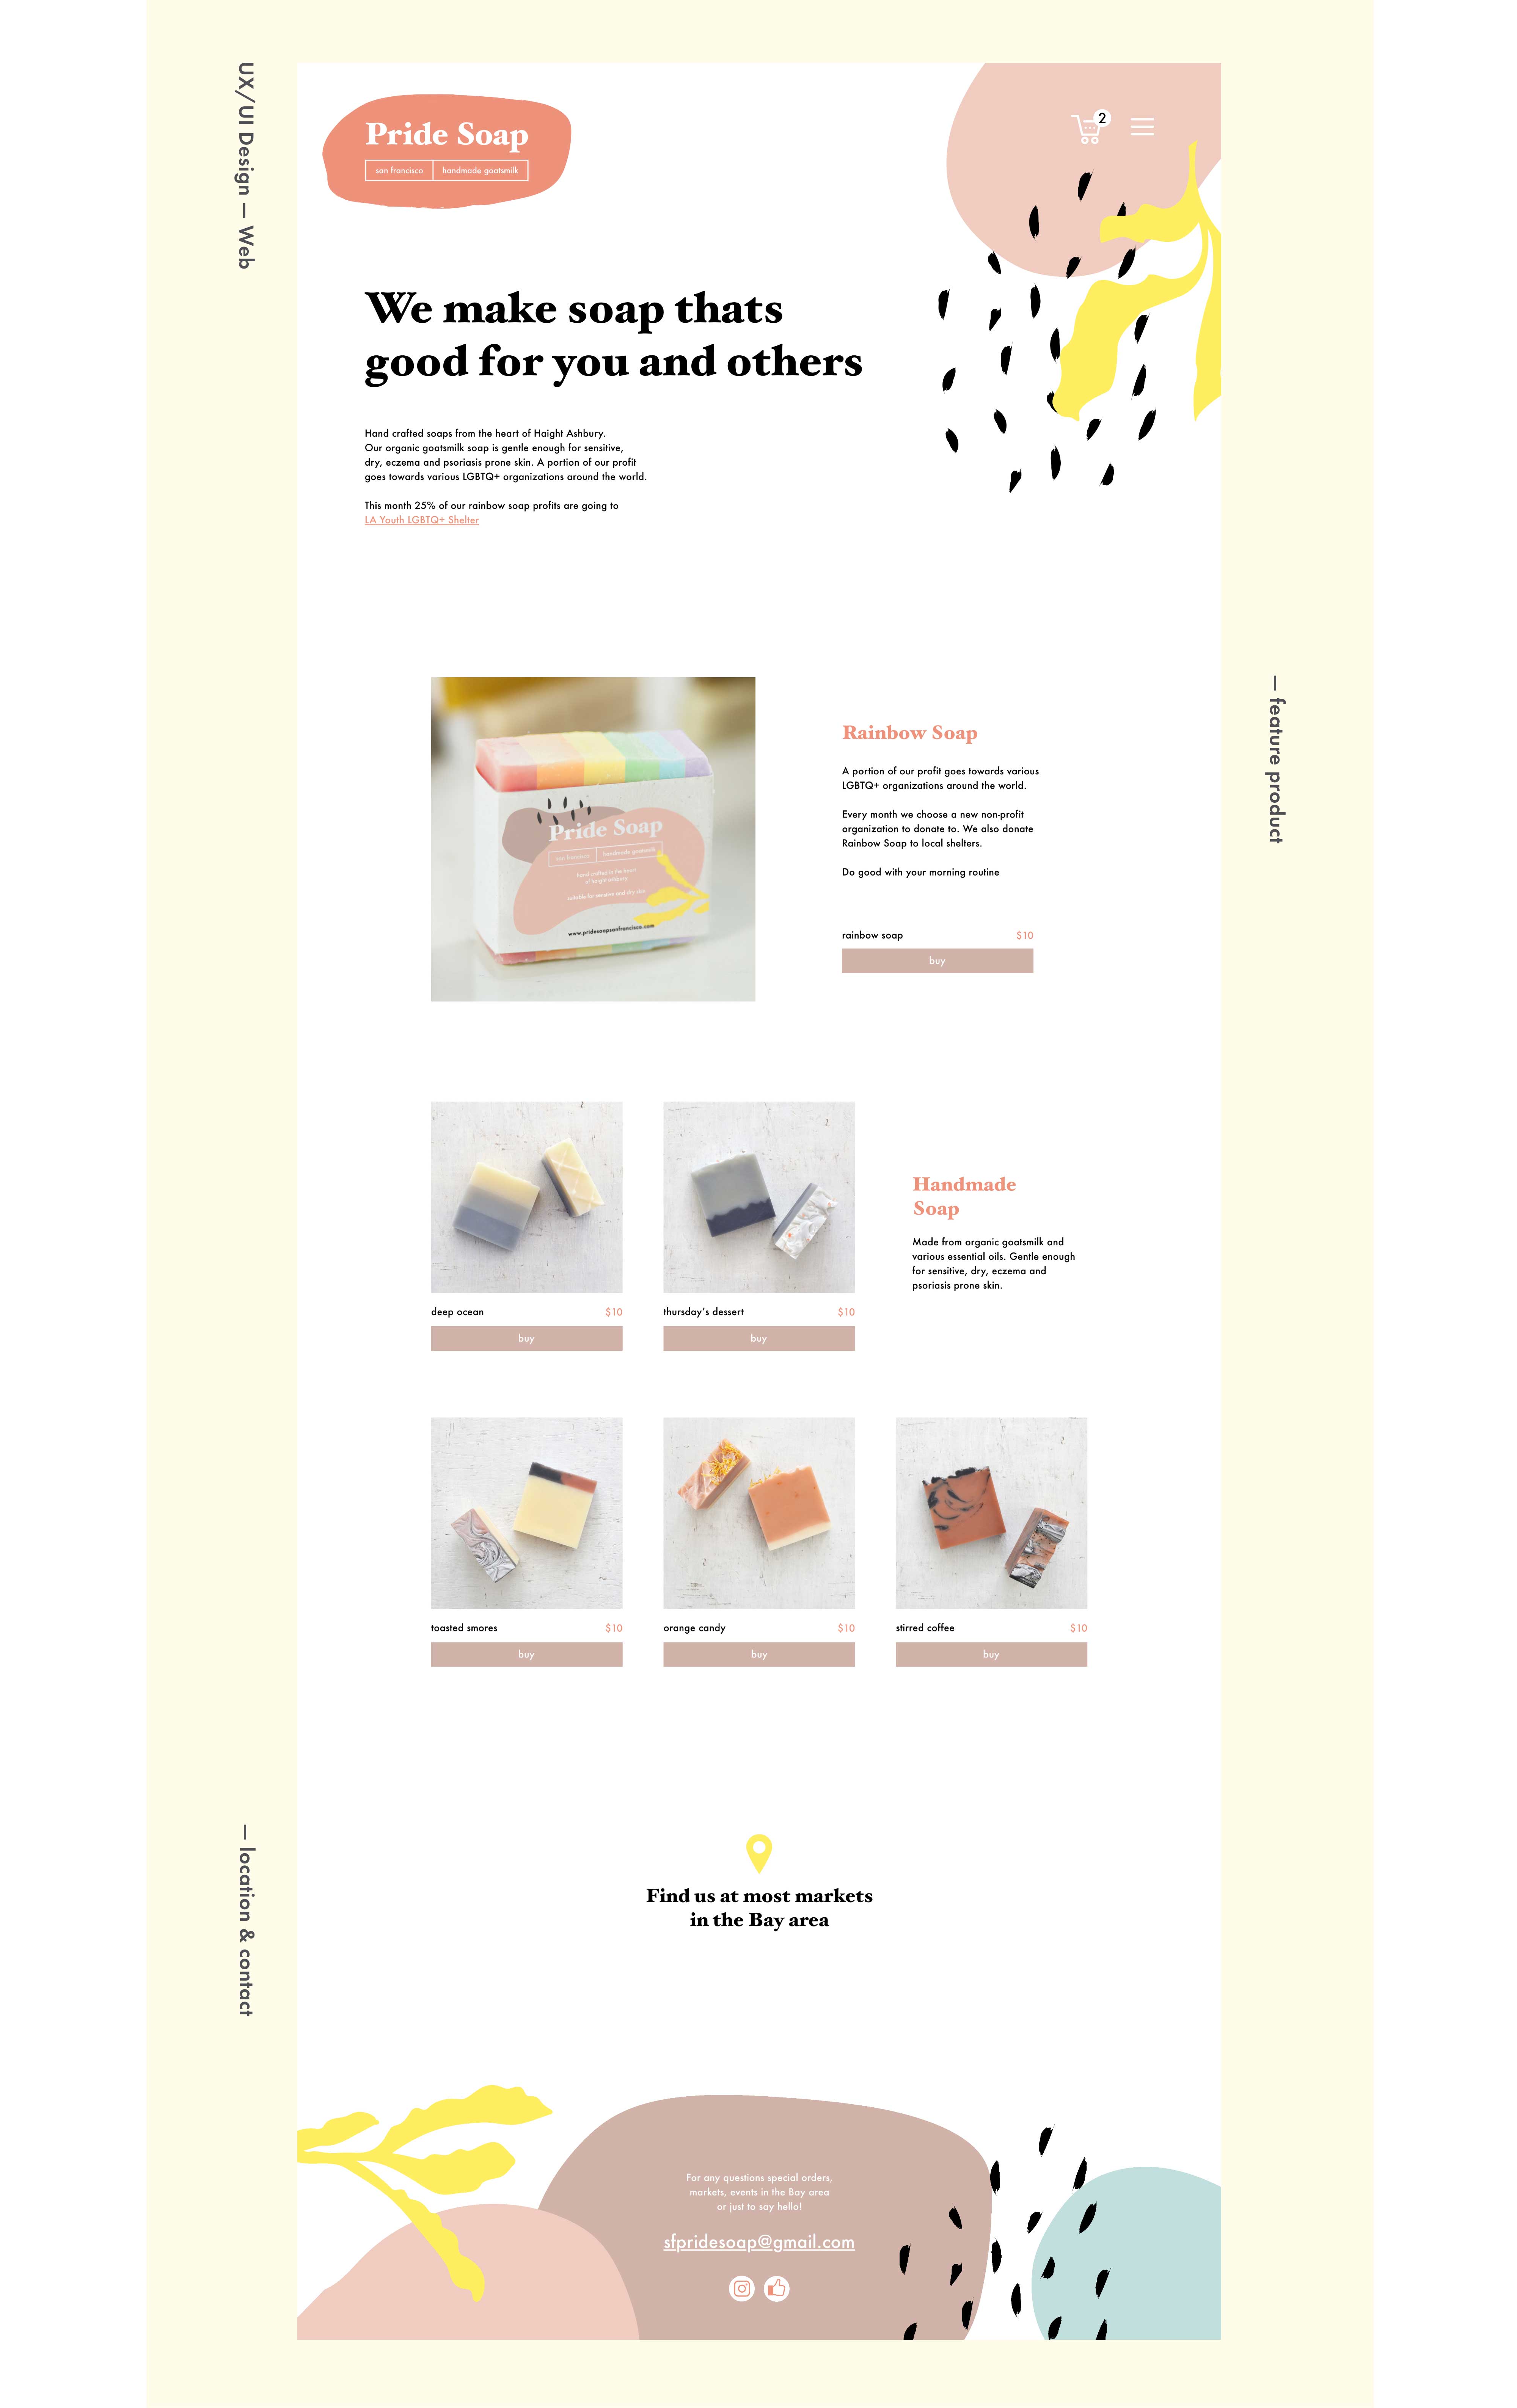 UX/UI Design — Web
Pride Soap
san francisco
handmade goatsmilk
2
We make soap thats
good for you and others
Hand crafted soaps from the heart of Haight Ashbury.
Our organic goatsmilk soap is gentle enough for sensitive,
dry, eczema and psoriasis prone skin. A portion of our profit
goes towards various LGBTQ+ organizations around the world.
This month 25% of our rainbow soap profits are going to
LA Youth LGBTQ+ Shelter
— feature product
Pride Soap
san francisco
handmade goatsmilk
hand crafted in the heart
of haight ashbury
suitable for sensitive and dry skin
www.pridesoapsanfrancisco.com
Rainbow Soap
A portion of our profit goes towards various
LGBTQ+ organizations around the world.
Every month we choose a new non-profit
organization to donate to. We also donate
Rainbow Soap to local shelters.
Do good with your morning routine
rainbow soap $10
buy
deep ocean $10
buy
thursday's dessert $10
buy
Handmade
Soap
Made from organic goatsmilk and
various essential oils. Gentle enough
for sensitive, dry, eczema and
psoriasis prone skin.
toasted smores $10
buy
orange candy $10
buy
stirred coffee $10
buy
— location & contact
Find us at most markets
in the Bay area
For any questions special orders,
markets, events in the Bay area
or just to say hello!
sfpridesoap@gmail.com